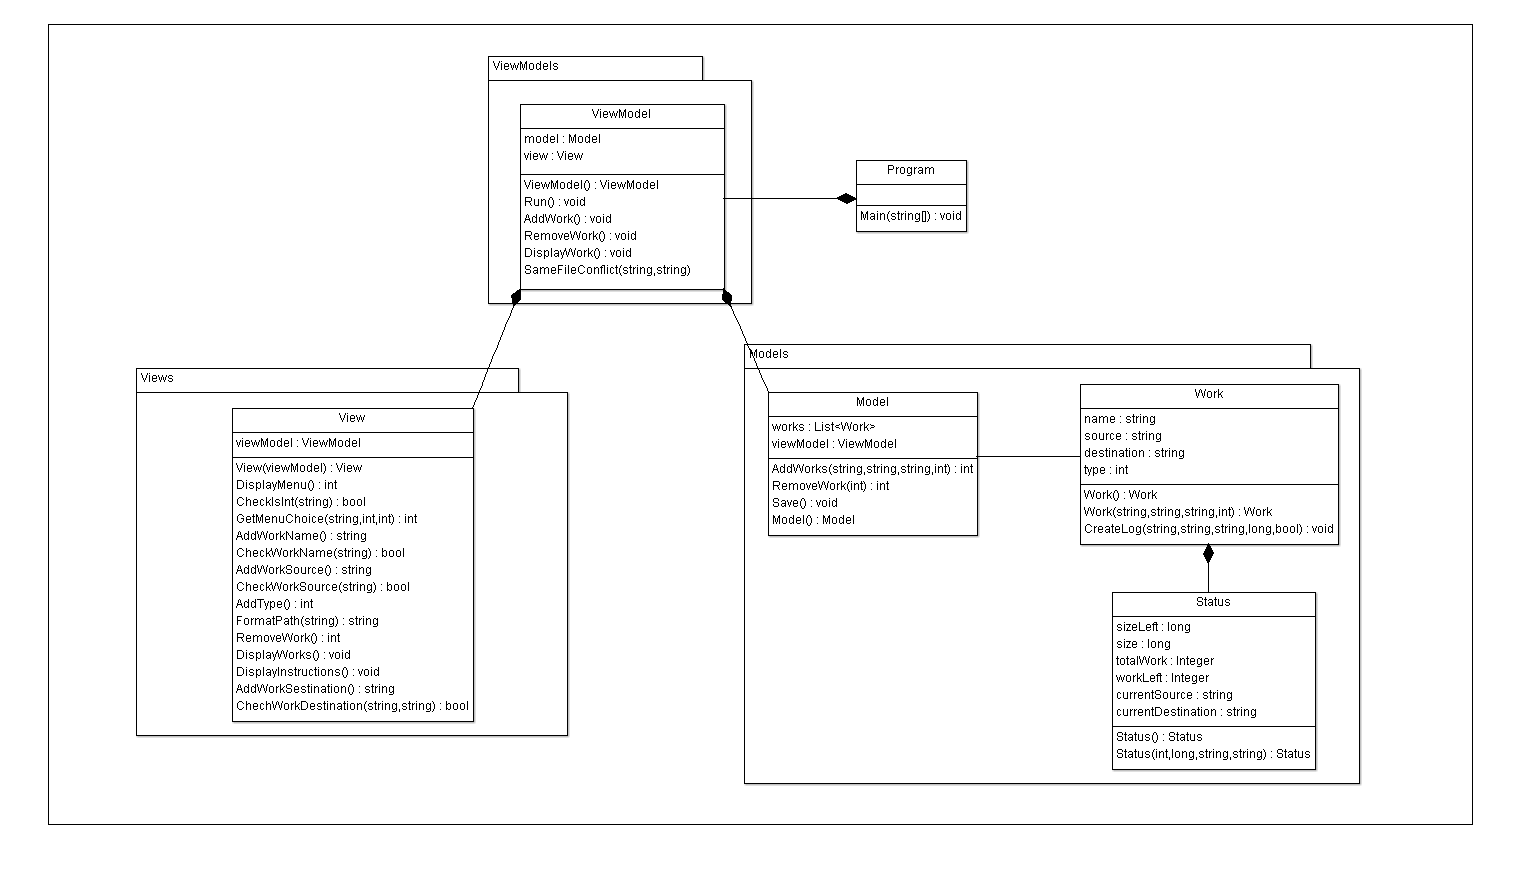 ViewModels
ViewModel
model : Model
view : View
ViewModel() : ViewModel
Run() : void
AddWork() : void
RemoveWork() : void
DisplayWork() : void
SameFileConflict(string,string)
Program
Main(string[]) : void
Views
View
viewModel : ViewModel
View(viewModel) : View
DisplayMenu() : int
CheckIsInt(string) : bool
GetMenuChoice(string,int,int) : int
AddWorkName() : string
CheckWorkName(string) : bool
AddWorkSource() : string
CheckWorkSource(string) : bool
AddType() : int
FormatPath(string) : string
RemoveWork() : int
DisplayWorks() : void
DisplayInstructions() : void
AddWorkSestination() : string
ChechWorkDestination(string,string) : bool
Models
Model
works : List<Work>
viewModel : ViewModel
AddWorks(string,string,string,int) : int
RemoveWork(int) : int
Save() : void
Model() : Model
Work
name : string
source : string
destination : string
type : int
Work() : Work
Work(string,string,string,int) : Work
CreateLog(string,string,string,long,bool) : void
Status
sizeLeft : long
size : long
totalWork : Integer
workLeft : Integer
currentSource : string
currentDestination : string
Status() : Status
Status(int,long,string,string) : Status